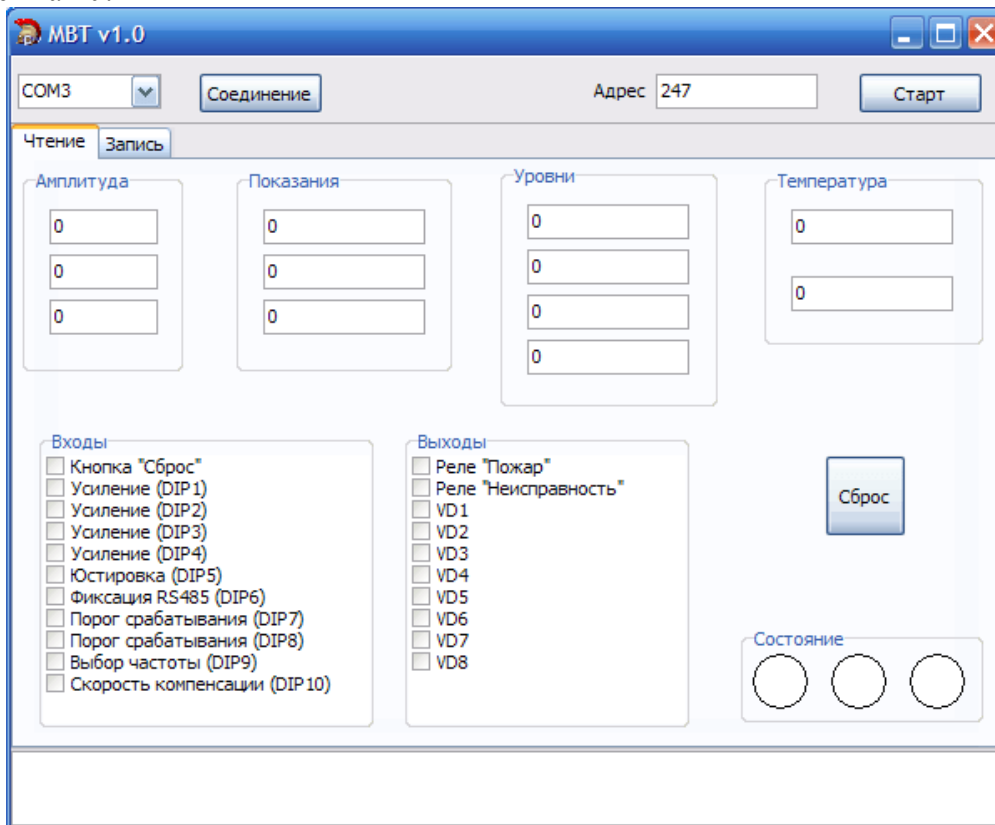 MBT v1.0
COM3 Соединение Адрес 247 Старт
Чтение Запись
Амплитуда Показания Уровни Температура
0 0 0 0
0 0 0 0
0 0 0
0
Входы
Кнопка "Сброс"
Усиление (DIP1)
Усиление (DIP2)
Усиление (DIP3)
Усиление (DIP4)
Юстировка (DIP5)
Фиксация RS485 (DIP6)
Порог срабатывания (DIP7)
Порог срабатывания (DIP8)
Выбор частоты (DIP9)
Скорость компенсации (DIP10)
Выходы
Реле "Пожар"
Реле "Неисправность"
VD1
VD2
VD3
VD4
VD5
VD6
VD7
VD8
Сброс
Состояние